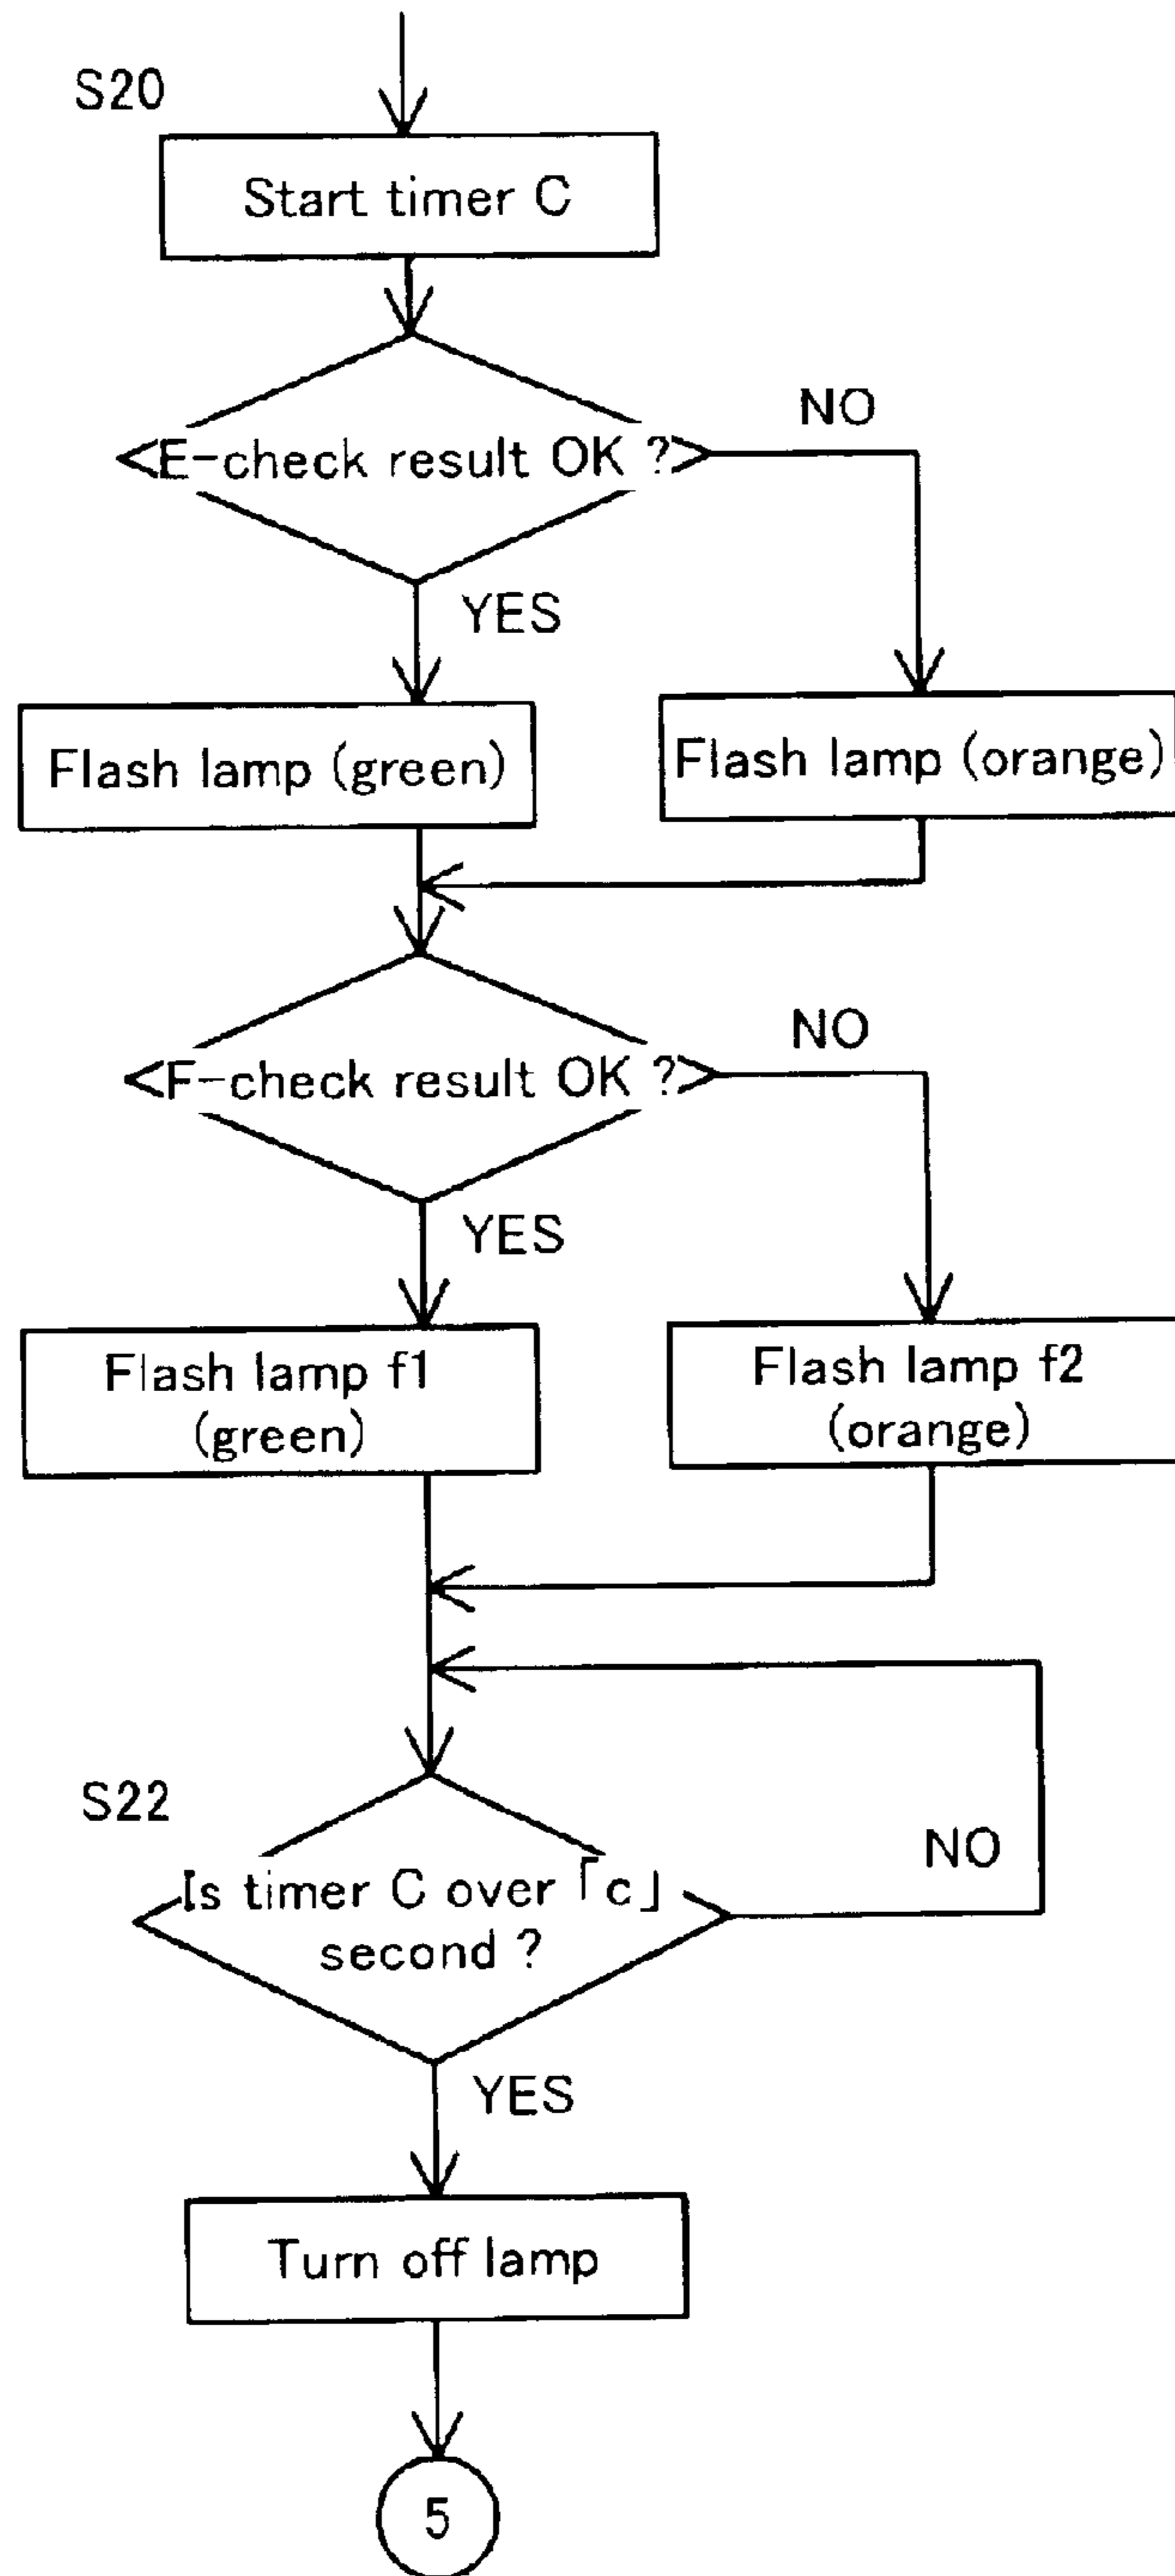 S20
Start timer C
E-check result OK ?
NO
YES
Flash lamp (green)
Flash lamp (orange)
F-check result OK ?
NO
YES
Flash lamp f1
(green)
Flash lamp f2
(orange)
S22
Is timer C over「c」
second ?
NO
YES
Turn off lamp
5